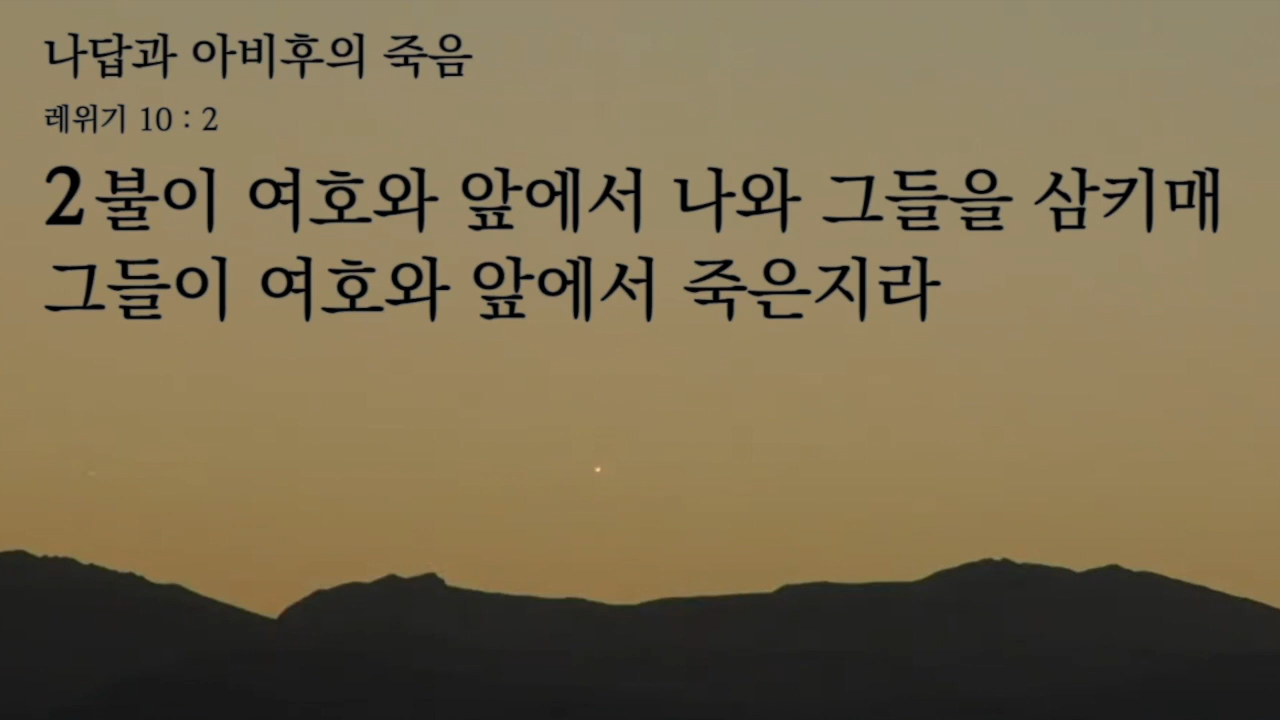 나답과 아비후의 죽음
레위기 10 : 2
2 불이 여호와 앞에서 나와 그들을 삼키매
그들이 여호와 앞에서 죽은지라